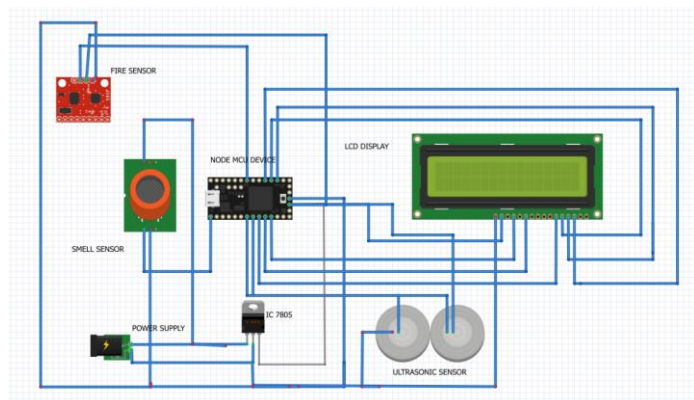 FIRE SENSOR
LCD DISPLAY
NODE MCU DEVICE
SMELL SENSOR
IC 7805
POWER SUPPLY
ULTRASONIC SENSOR